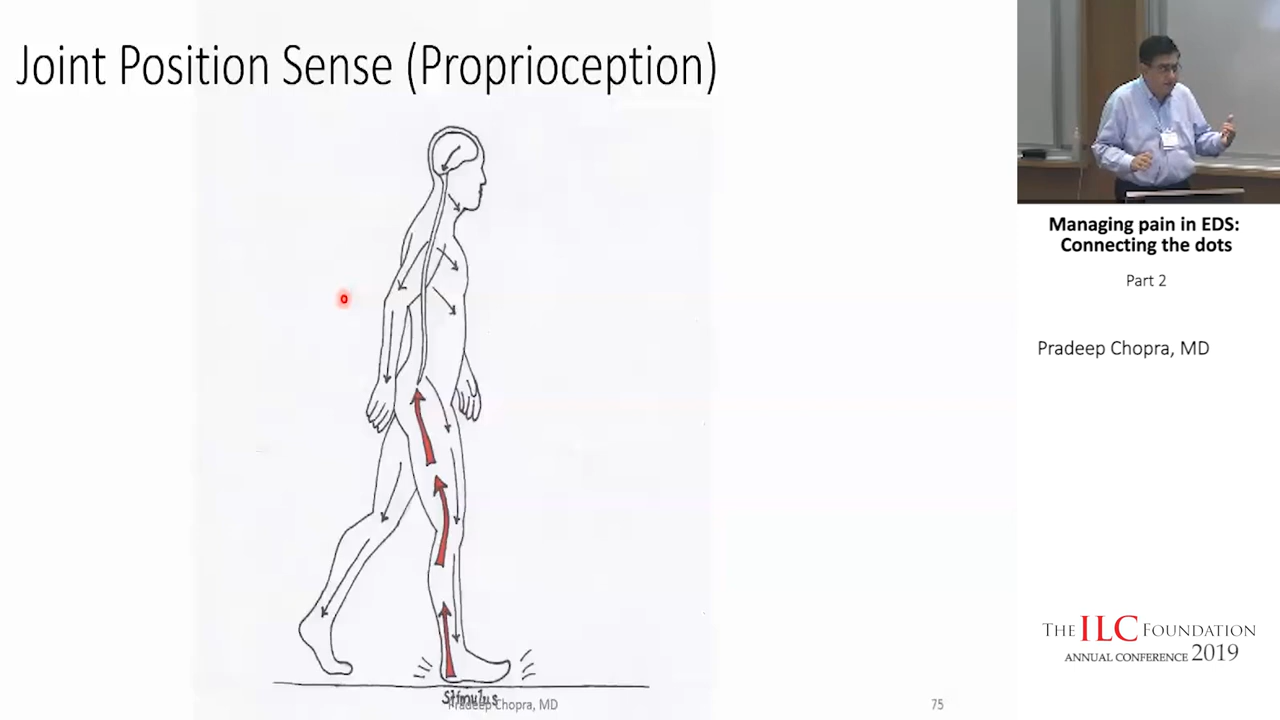 Joint Position Sense (Proprioception)
Stimulus
Pradeep Chopra, MD
75
Managing pain in EDS:
Connecting the dots
Part 2
Pradeep Chopra, MD
THE ILC FOUNDATION
ANNUAL CONFERENCE 2019